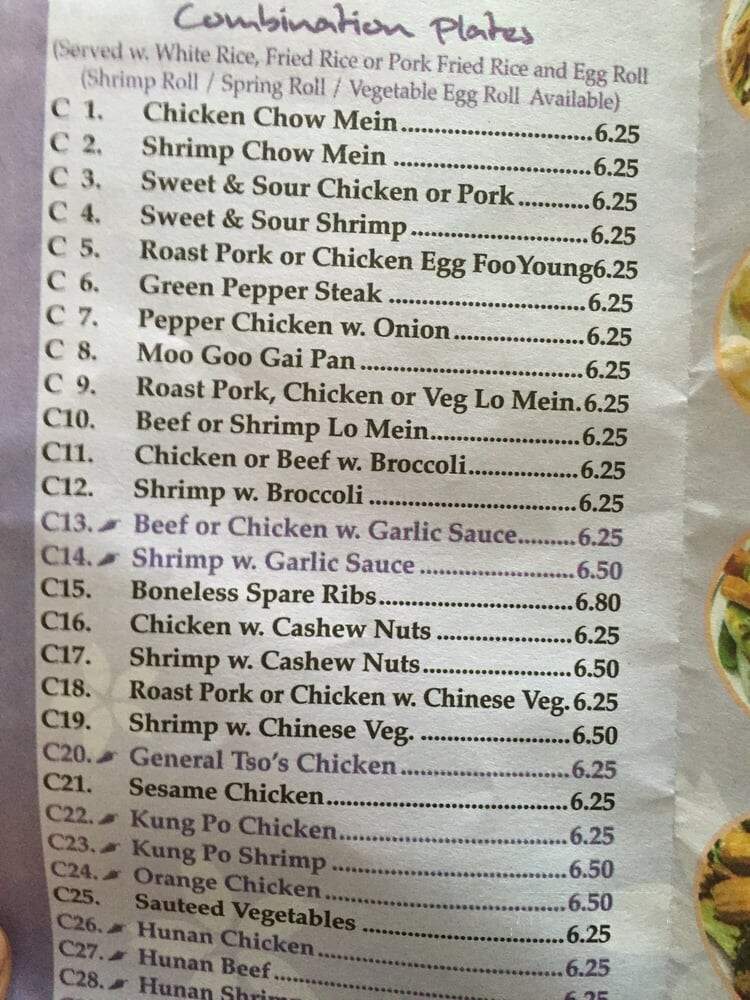 Combination Plates
(Served w. White Rice, Fried Rice or Pork Fried Rice and Egg Roll
(Shrimp Roll / Spring Roll / Vegetable Egg Roll Available)
C 1. Chicken Chow Mein..............................6.25
C 2. Shrimp Chow Mein ..............................6.25
C 3. Sweet & Sour Chicken or Pork...........6.25
C 4. Sweet & Sour Shrimp...........................6.25
C 5. Roast Pork or Chicken Egg FooYoung6.25
C 6. Green Pepper Steak ..............................6.25
C 7. Pepper Chicken w. Onion....................6.25
C 8. Moo Goo Gai Pan..................................6.25
C 9. Roast Pork, Chicken or Veg Lo Mein.6.25
C10. Beef or Shrimp Lo Mein.......................6.25
C11. Chicken or Beef w. Broccoli.................6.25
C12. Shrimp w. Broccoli ...............................6.25
C13. Beef or Chicken w. Garlic Sauce.........6.25
C14. Shrimp w. Garlic Sauce .......................6.50
C15. Boneless Spare Ribs.............................6.80
C16. Chicken w. Cashew Nuts ....................6.25
C17. Shrimp w. Cashew Nuts......................6.50
C18. Roast Pork or Chicken w. Chinese Veg.6.25
C19. Shrimp w. Chinese Veg. ......................6.50
C20. General Tso's Chicken.........................6.25
C21. Sesame Chicken...................................6.25
C22. Kung Po Chicken.................................6.25
C23. Kung Po Shrimp ..................................6.50
C24. Orange Chicken ...................................6.50
C25. Sauteed Vegetables ..............................6.25
C26. Hunan Chicken....................................6.25
C27. Hunan Beef..........................................6.25
C28. Hunan Shrim